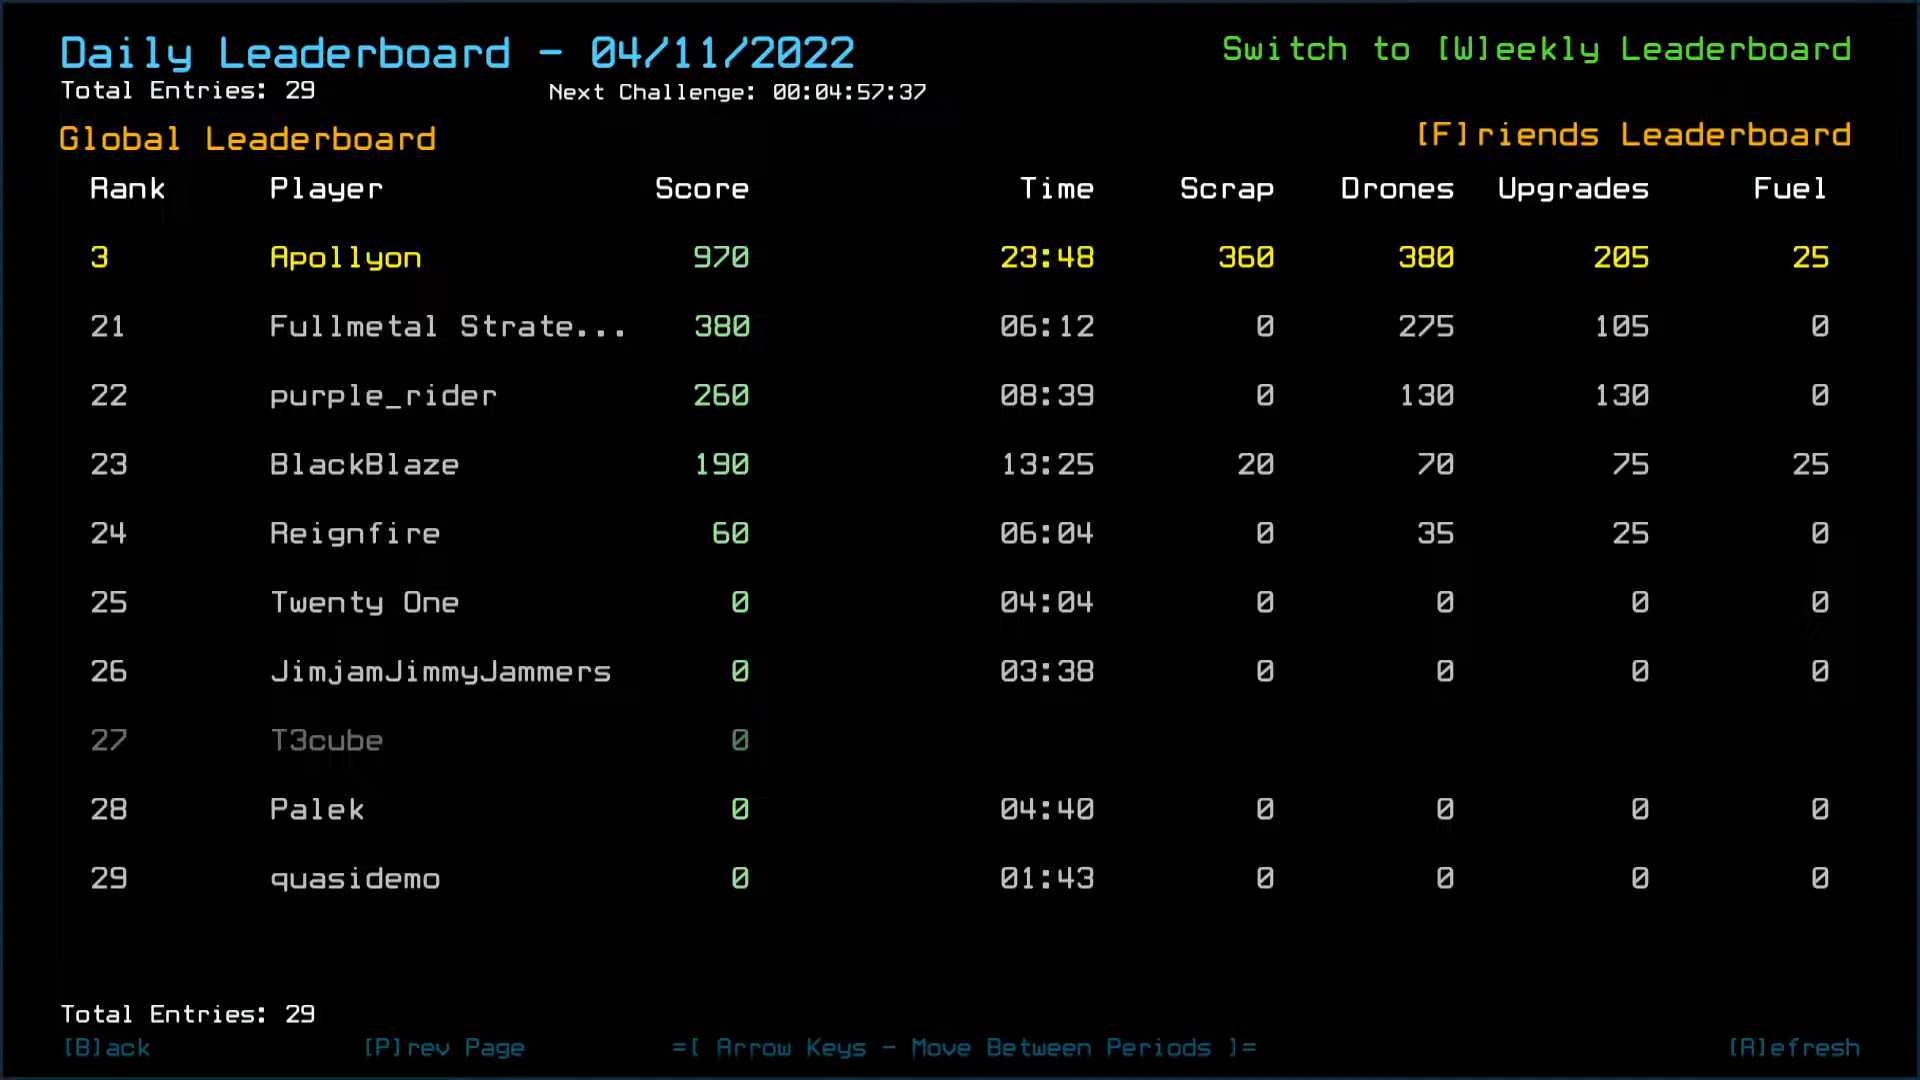 Daily Leaderboard - 04/11/2022 Switch to [W]eekly Leaderboard
Total Entries: 29 Next Challenge: 00:04:57:37
Global Leaderboard [F]riends Leaderboard
Rank Player Score Time Scrap Drones Upgrades Fuel
3 Apollyon 970 23:48 360 380 205 25
21 Fullmetal Strate... 380 06:12 0 275 105 0
22 purple_rider 260 08:39 0 130 130 0
23 BlackBlaze 190 13:25 20 70 75 25
24 Reignfire 60 06:04 0 35 25 0
25 Twenty One 0 04:04 0 0 0 0
26 JimjamJimmyJammers 0 03:38 0 0 0 0
27 T3cube 0
28 Palek 0 04:40 0 0 0 0
29 quasidemo 0 01:43 0 0 0 0
Total Entries: 29
[B]ack [P]rev Page =[ Arrow Keys - Move Between Periods ]= [R]efresh